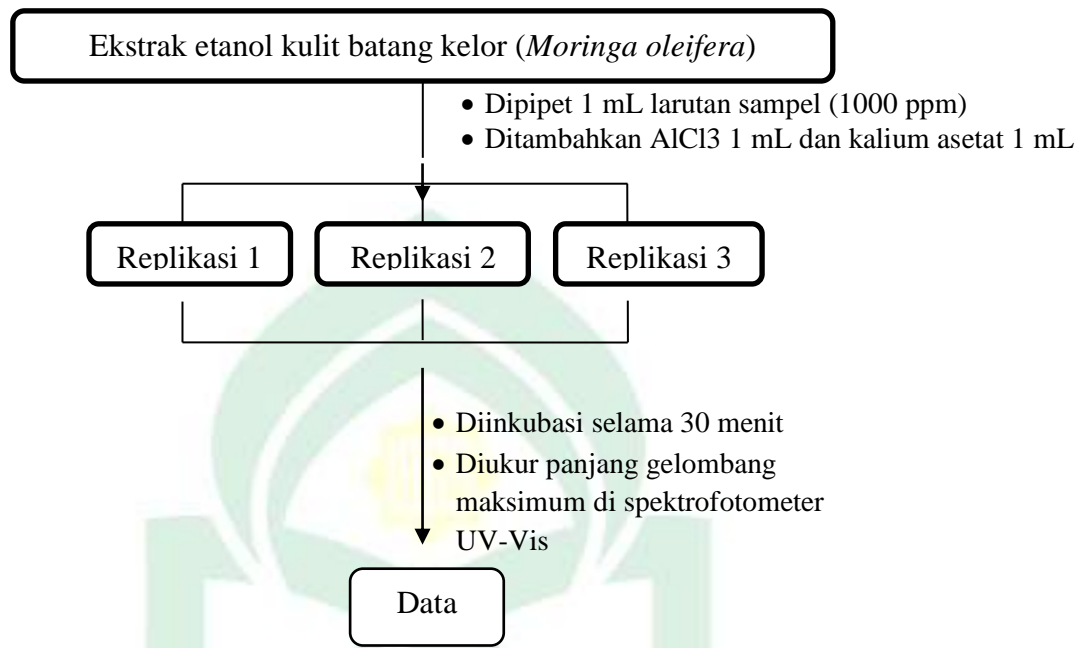 Ekstrak etanol kulit batang kelor (Moringa oleifera)
• Dipipet 1 mL larutan sampel (1000 ppm)
• Ditambahkan AlCl3 1 mL dan kalium asetat 1 mL
Replikasi 1
Replikasi 2
Replikasi 3
• Diinkubasi selama 30 menit
• Diukur panjang gelombang
maksimum di spektrofotometer
UV-Vis
Data